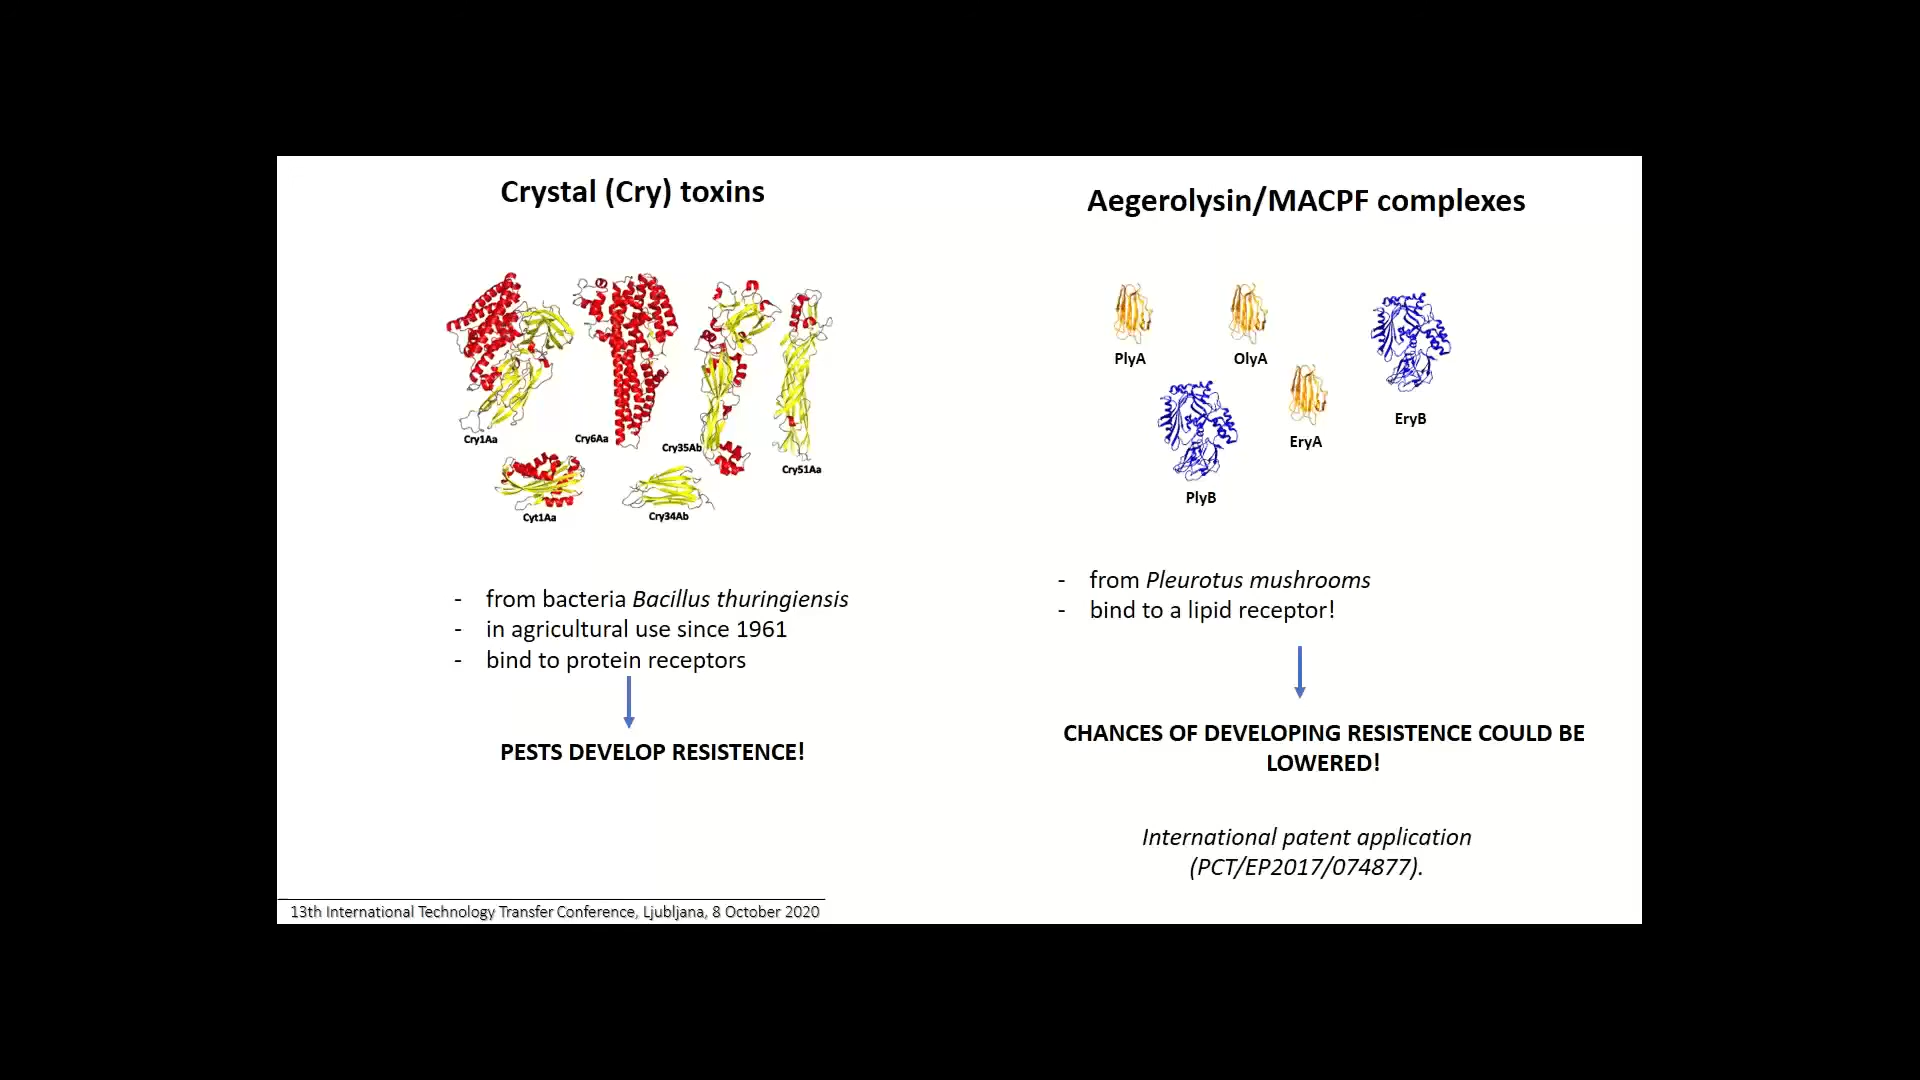 Crystal (Cry) toxins
Cry1Aa
Cry6Aa
Cry35Ab
Cry51Aa
Cyt1Aa
Cry34Ab
- from bacteria Bacillus thuringiensis
- in agricultural use since 1961
- bind to protein receptors
PESTS DEVELOP RESISTENCE!
Aegerolysin/MACPF complexes
PlyA
OlyA
EryB
EryA
PlyB
- from Pleurotus mushrooms
- bind to a lipid receptor!
CHANCES OF DEVELOPING RESISTENCE COULD BE
LOWERED!
International patent application
(PCT/EP2017/074877).
13th International Technology Transfer Conference, Ljubljana, 8 October 2020